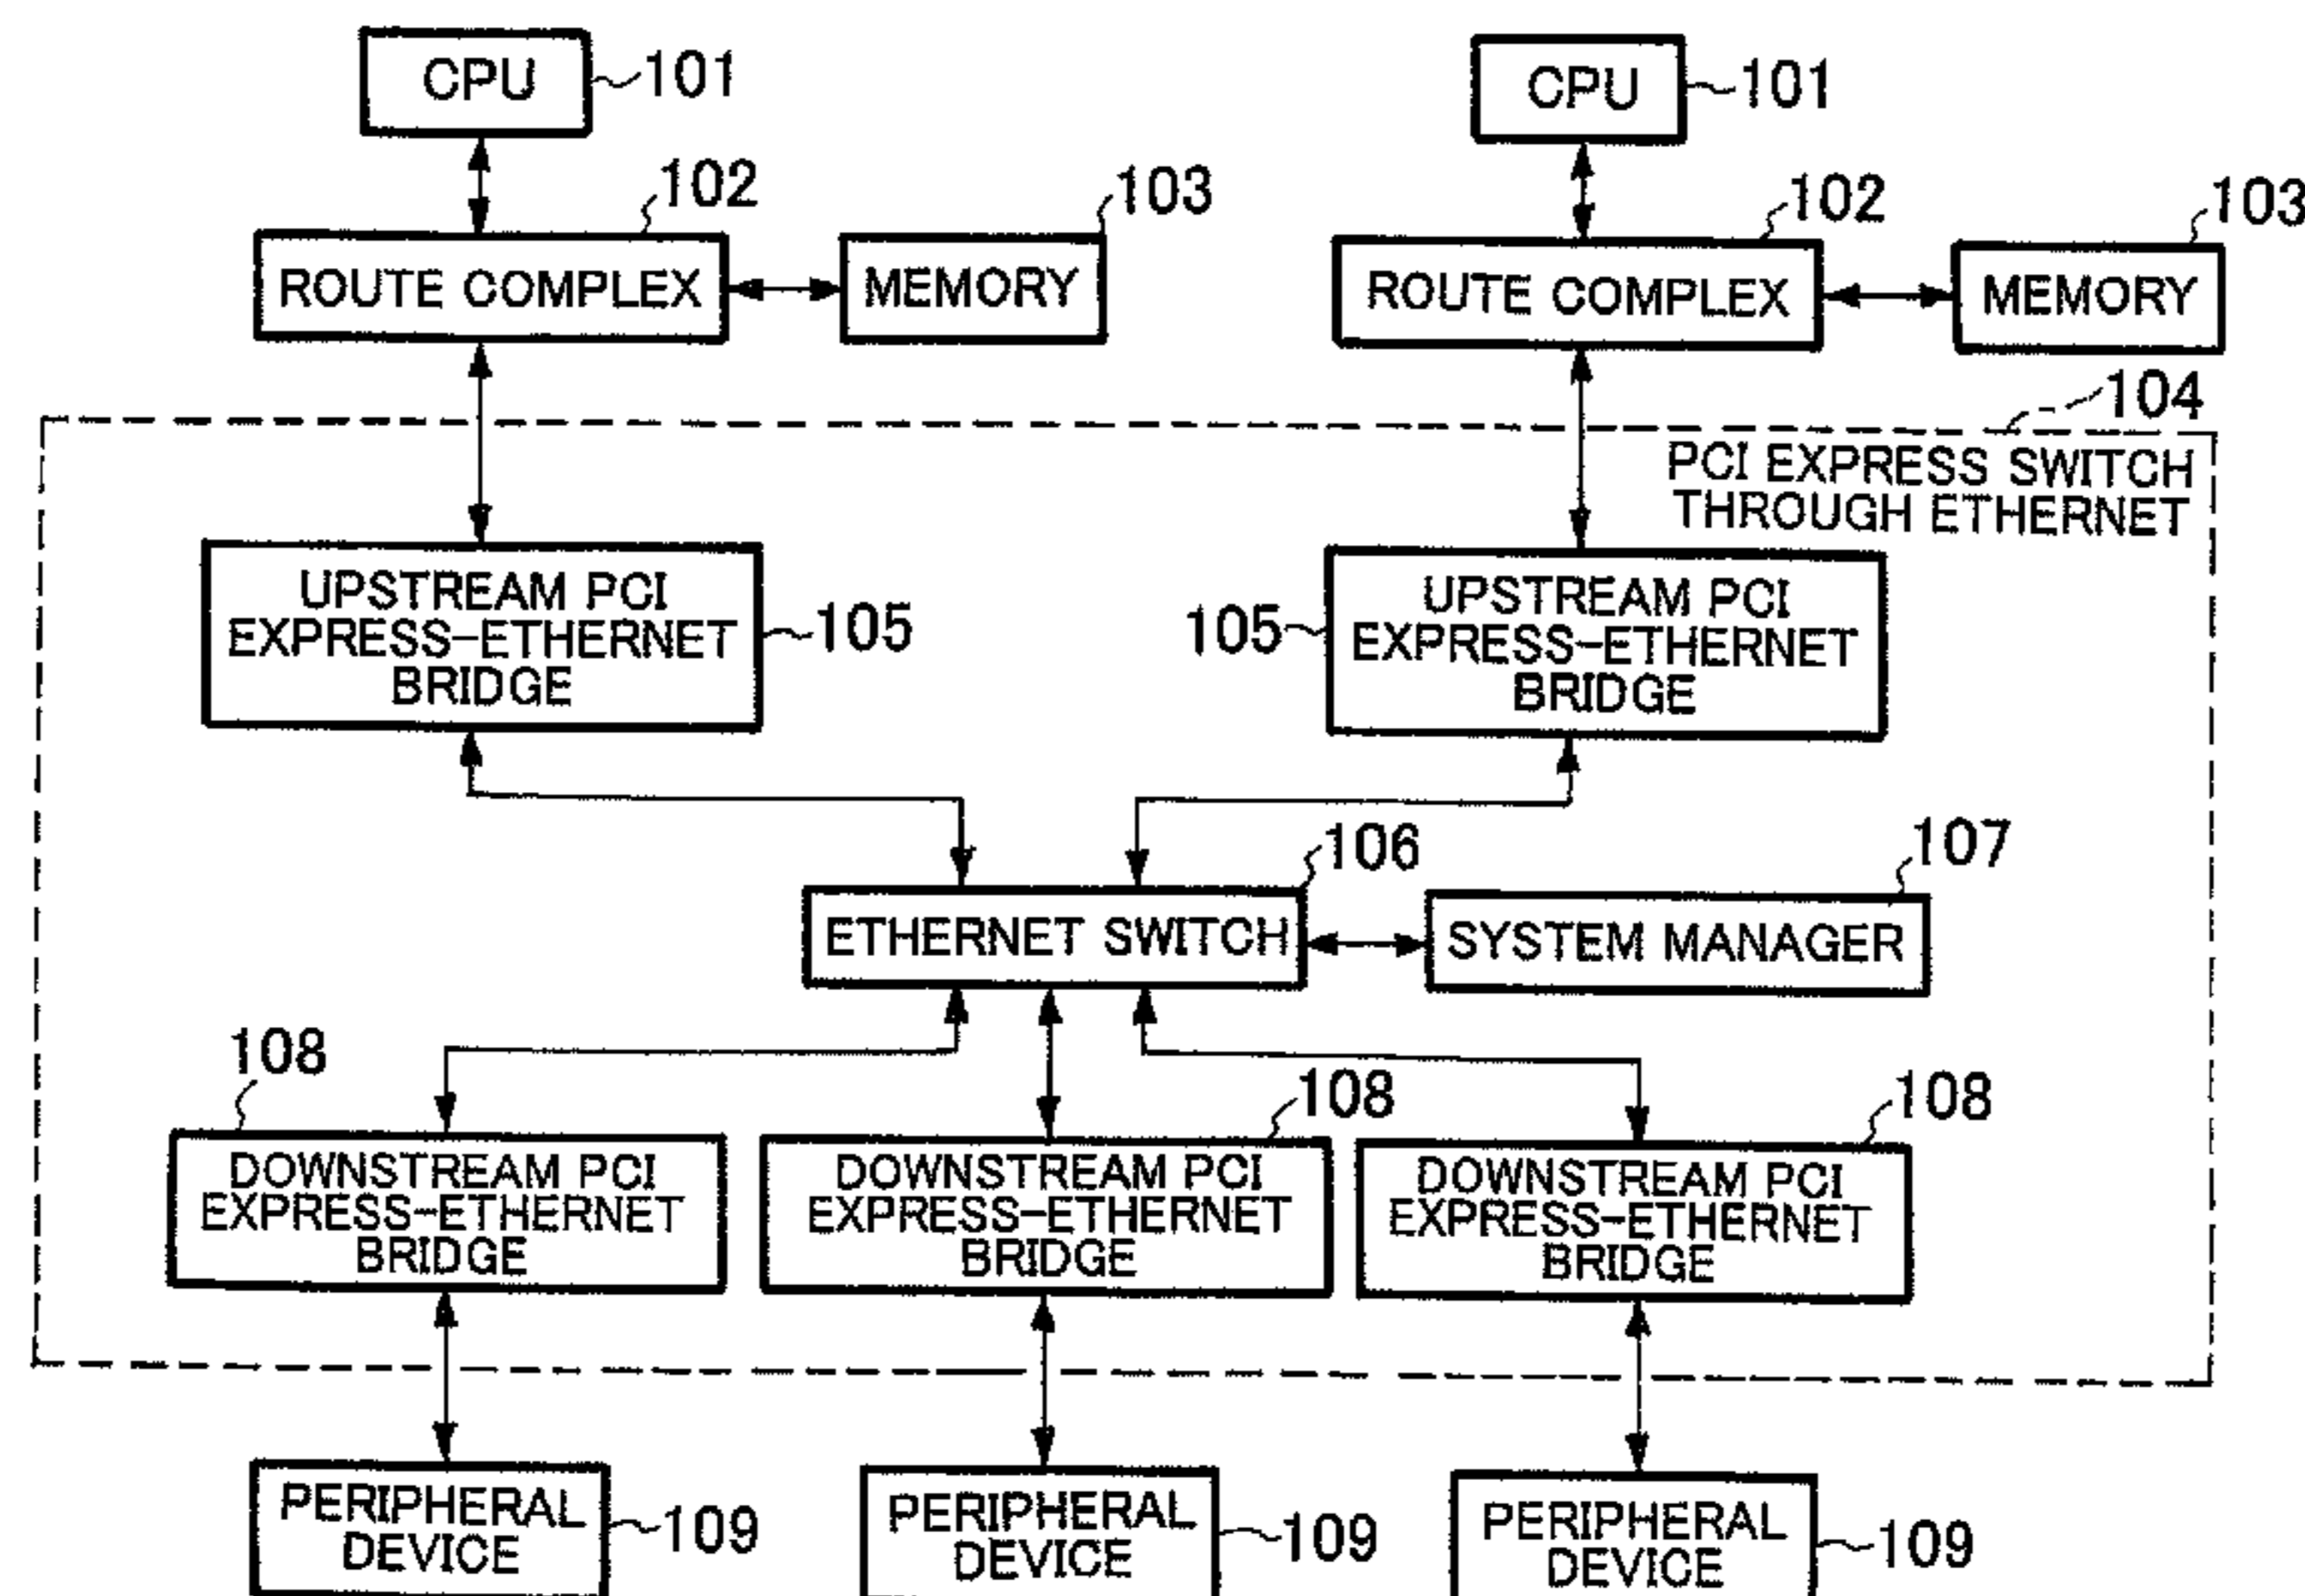 CPU
101
CPU
101
102
103
102
103
ROUTE COMPLEX
MEMORY
ROUTE COMPLEX
MEMORY
104
PCI EXPRESS SWITCH
THROUGH ETHERNET
UPSTREAM PCI
EXPRESS-ETHERNET
BRIDGE
105
105
UPSTREAM PCI
EXPRESS-ETHERNET
BRIDGE
106
107
ETHERNET SWITCH
SYSTEM MANAGER
108
108
108
DOWNSTREAM PCI
EXPRESS-ETHERNET
BRIDGE
DOWNSTREAM PCI
EXPRESS-ETHERNET
BRIDGE
DOWNSTREAM PCI
EXPRESS-ETHERNET
BRIDGE
PERIPHERAL
DEVICE
109
PERIPHERAL
DEVICE
109
PERIPHERAL
DEVICE
109